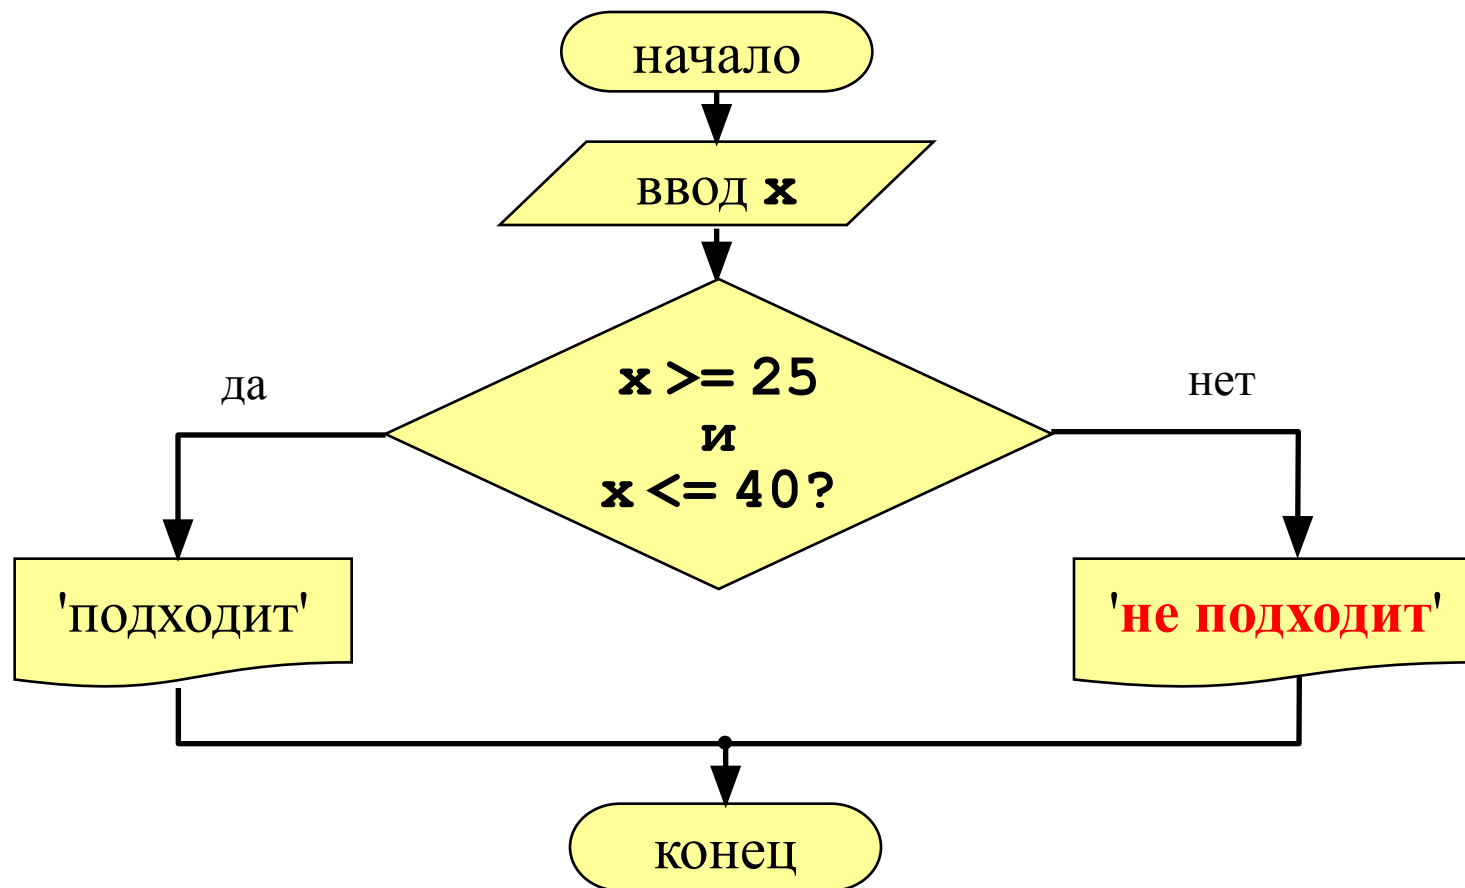 начало
ввод x
x >= 25
и
x <= 40?
да
нет
'подходит'
'не подходит'
конец